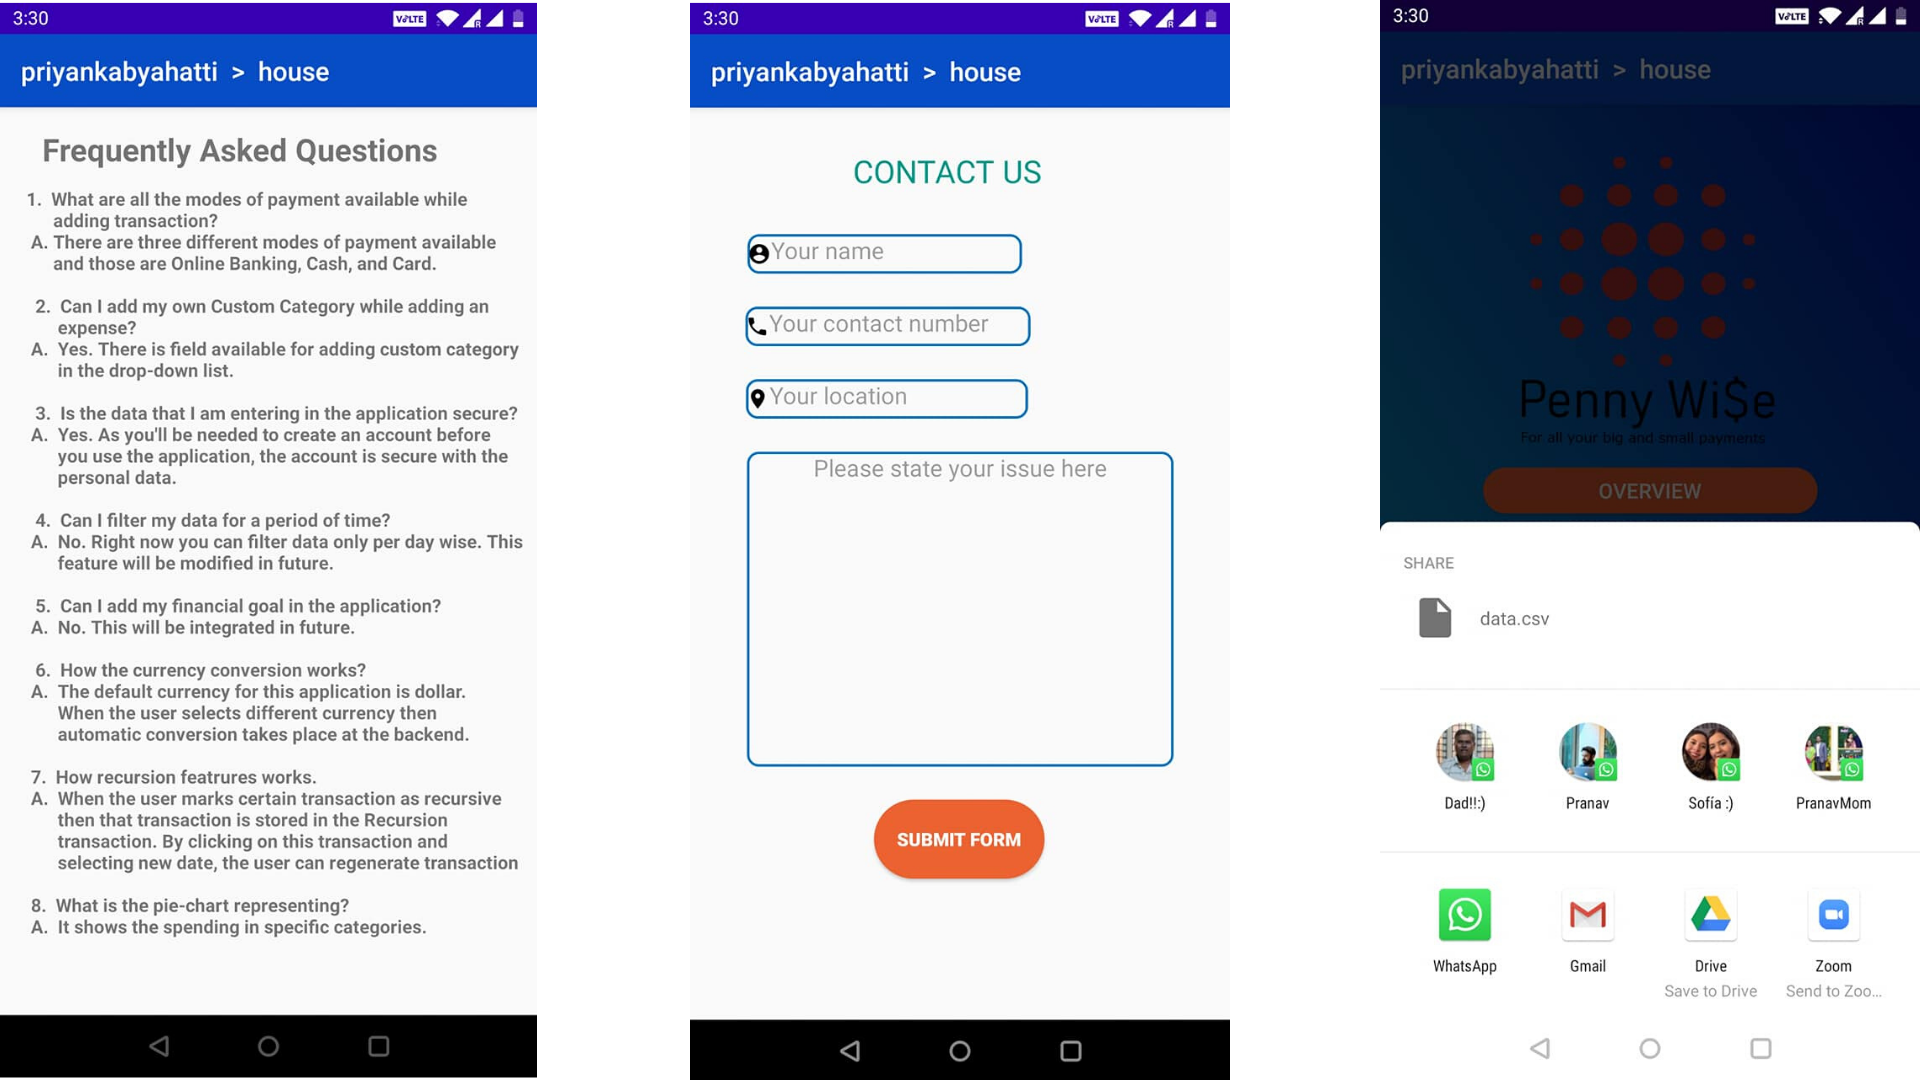 3:30
VoLTE
R
priyankabyahatti > house
Frequently Asked Questions
1. What are all the modes of payment available while
adding transaction?
A. There are three different modes of payment available
and those are Online Banking, Cash, and Card.
2. Can I add my own Custom Category while adding an
expense?
A. Yes. There is field available for adding custom category
in the drop-down list.
3. Is the data that I am entering in the application secure?
A. Yes. As you'll be needed to create an account before
you use the application, the account is secure with the
personal data.
4. Can I filter my data for a period of time?
A. No. Right now you can filter data only per day wise. This
feature will be modified in future.
5. Can I add my financial goal in the application?
A. No. This will be integrated in future.
6. How the currency conversion works?
A. The default currency for this application is dollar.
When the user selects different currency then
automatic conversion takes place at the backend.
7. How recursion featrures works.
A. When the user marks certain transaction as recursive
then that transaction is stored in the Recursion
transaction. By clicking on this transaction and
selecting new date, the user can regenerate transaction
8. What is the pie-chart representing?
A. It shows the spending in specific categories.
3:30
VoLTE
R
priyankabyahatti > house
CONTACT US
Your name
Your contact number
Your location
Please state your issue here
SUBMIT FORM
3:30
VoLTE
R
priyankabyahatti > house
Penny Wi$e
For all your big and small payments
OVERVIEW
SHARE
data.csv
Dad!!:) Pranav Sofía :) PranavMom
WhatsApp Gmail Drive Zoom
Save to Drive Send to Zoo...